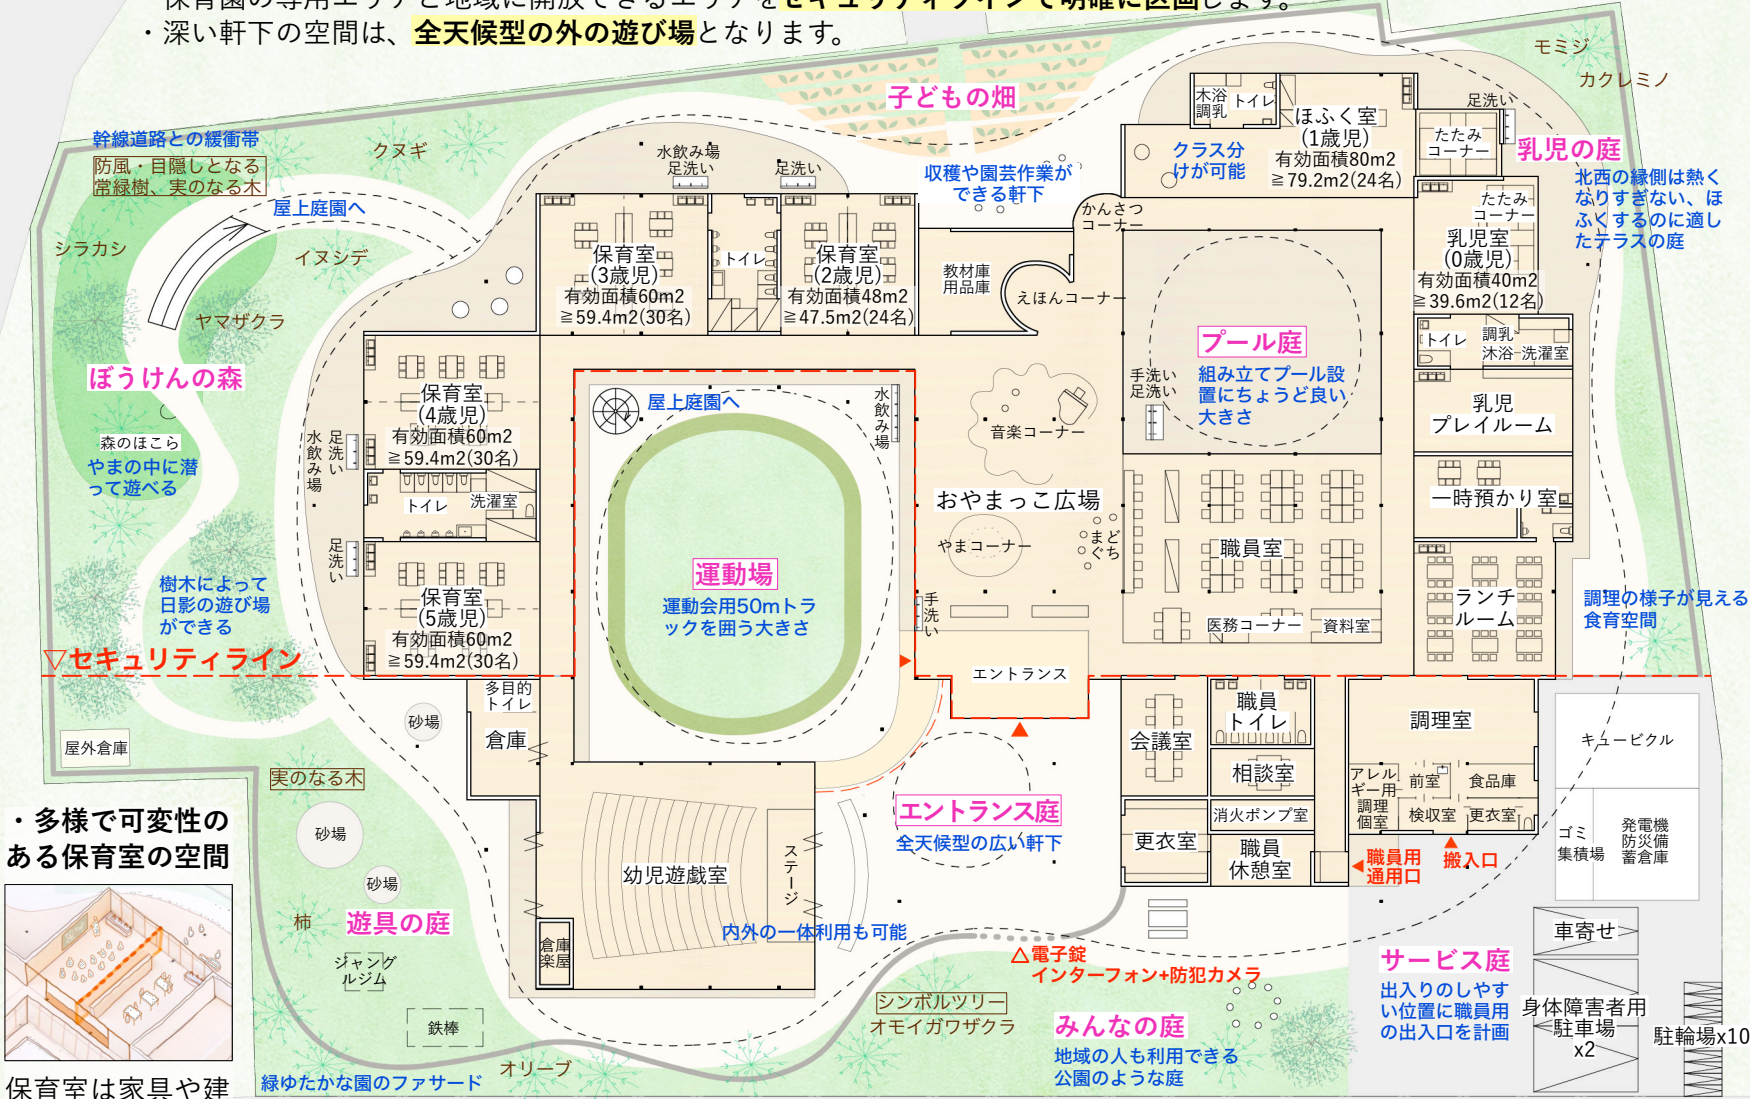 保育園の専用エリアと地域に開放できるエリアをセキュリティラインで明確に区画します。
・深い軒下の空間は、全天候型の外の遊び場となります。
モミジ
カクレミノ
子どもの畑
収穫や園芸作業が
できる軒下
沐浴
調乳
トイレ
ほふく室
(1歳児)
有効面積80m2
≧79.2m2(24名)
クラス分
けが可能
足洗い
たたみ
コーナー
乳児の庭
北西の縁側は熱く
なりすぎない、ほ
ふくするのに適し
たテラスの庭
たたみ
コーナー
乳児室
(0歳児)
有効面積40m2
≧39.6m2(12名)
幹線道路との緩衝帯
防風・目隠しとなる
常緑樹、実のなる木
クヌギ
屋上庭園へ
シラカシ
イヌシデ
ヤマザクラ
ぼうけんの森
森のほこら
やまの中に潜
って遊べる
樹木によって
日影の遊び場
ができる
水飲み場
足洗い
足洗い
保育室
(3歳児)
有効面積60m2
≧59.4m2(30名)
トイレ
保育室
(2歳児)
有効面積48m2
≧47.5m2(24名)
教材庫
用品庫
えほんコーナー
かんさつ
コーナー
プール庭
組み立てプール設
置にちょうど良い
大きさ
手洗い
足洗い
トイレ
調乳
沐浴
洗濯室
乳児
プレイルーム
一時預かり室
ランチ
ルーム
調理の様子が見える
食育空間
保育室
(4歳児)
有効面積60m2
≧59.4m2(30名)
水飲み場
足洗い
トイレ
洗濯室
足洗い
保育室
(5歳児)
有効面積60m2
≧59.4m2(30名)
屋上庭園へ
水飲み場
運動場
運動会用50mトラ
ックを囲う大きさ
音楽コーナー
おやまっこ広場
やまコーナー
まど
ぐち
手洗い
職員室
医務コーナー
資料室
エントランス
▽セキュリティライン
多目的
トイレ
倉庫
砂場
屋外倉庫
実のなる木
砂場
砂場
柿
遊具の庭
ジャング
ルジム
鉄棒
オリーブ
緑ゆたかな園のファサード
幼児遊戯室
ステージ
倉庫
楽屋
内外の一体利用も可能
エントランス庭
全天候型の広い軒下
会議室
職員
トイレ
相談室
消火ポンプ室
更衣室
職員
休憩室
調理室
アレル
ギー用
調理
個室
前室
食品庫
検収室
更衣室
職員用
通用口
搬入口
キュービクル
ゴミ
集積場
発電機
防災備
蓄倉庫
車寄せ
身体障害者用
駐車場
x2
駐輪場x10
サービス庭
出入りのしやす
い位置に職員用
の出入口を計画
△電子錠
インターフォン+防犯カメラ
シンボルツリー
オモイガワザクラ
みんなの庭
地域の人も利用できる
公園のような庭
・多様で可変性の
ある保育室の空間
保育室は家具や建